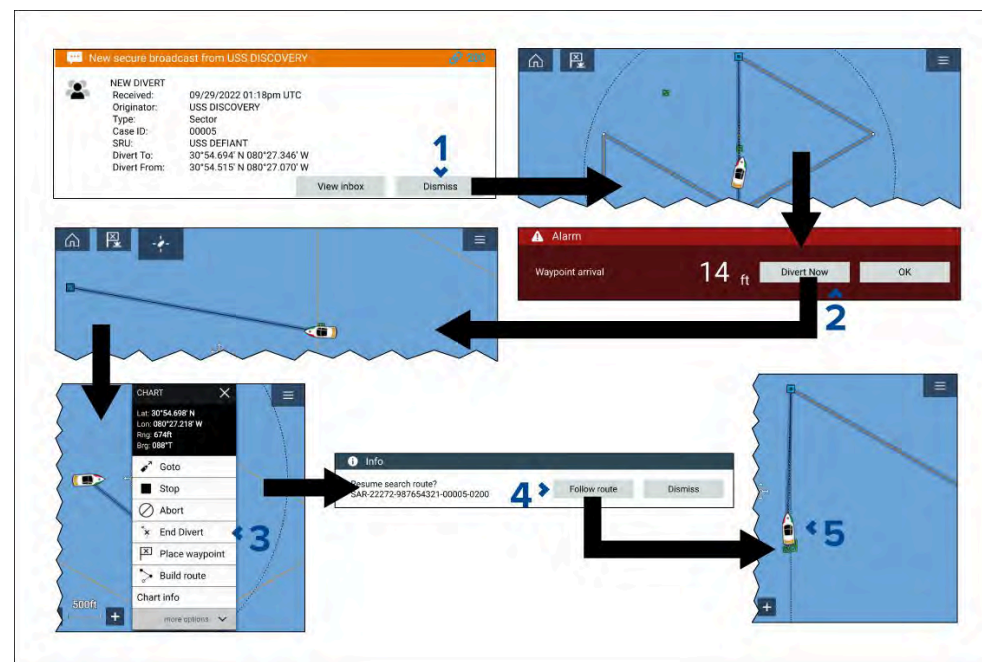 New secure broadcast from USS DISCOVERY
NEW DIVERT
Received: 09/29/2022 01:18pm UTC
Originator: USS DISCOVERY
Type: Sector
Case ID: 00005
SRU: USS DEFIANT
Divert To: 30°54.694' N 080°27.346' W
Divert From: 30°54.515' N 080°27.070' W
1
View inbox Dismiss
Alarm
Waypoint arrival 14 ft Divert Now OK
2
CHART
Lat: 30°54.698' N
Lon: 080°27.218' W
Rng: 674ft
Brg: 088°T
Goto
Stop
Abort
End Divert
3
Place waypoint
Build route
Chart info
more options
500ft
+
Info
Resume search route?
SAR-22272-987654321-00005-0200
4
Follow route Dismiss
5
+